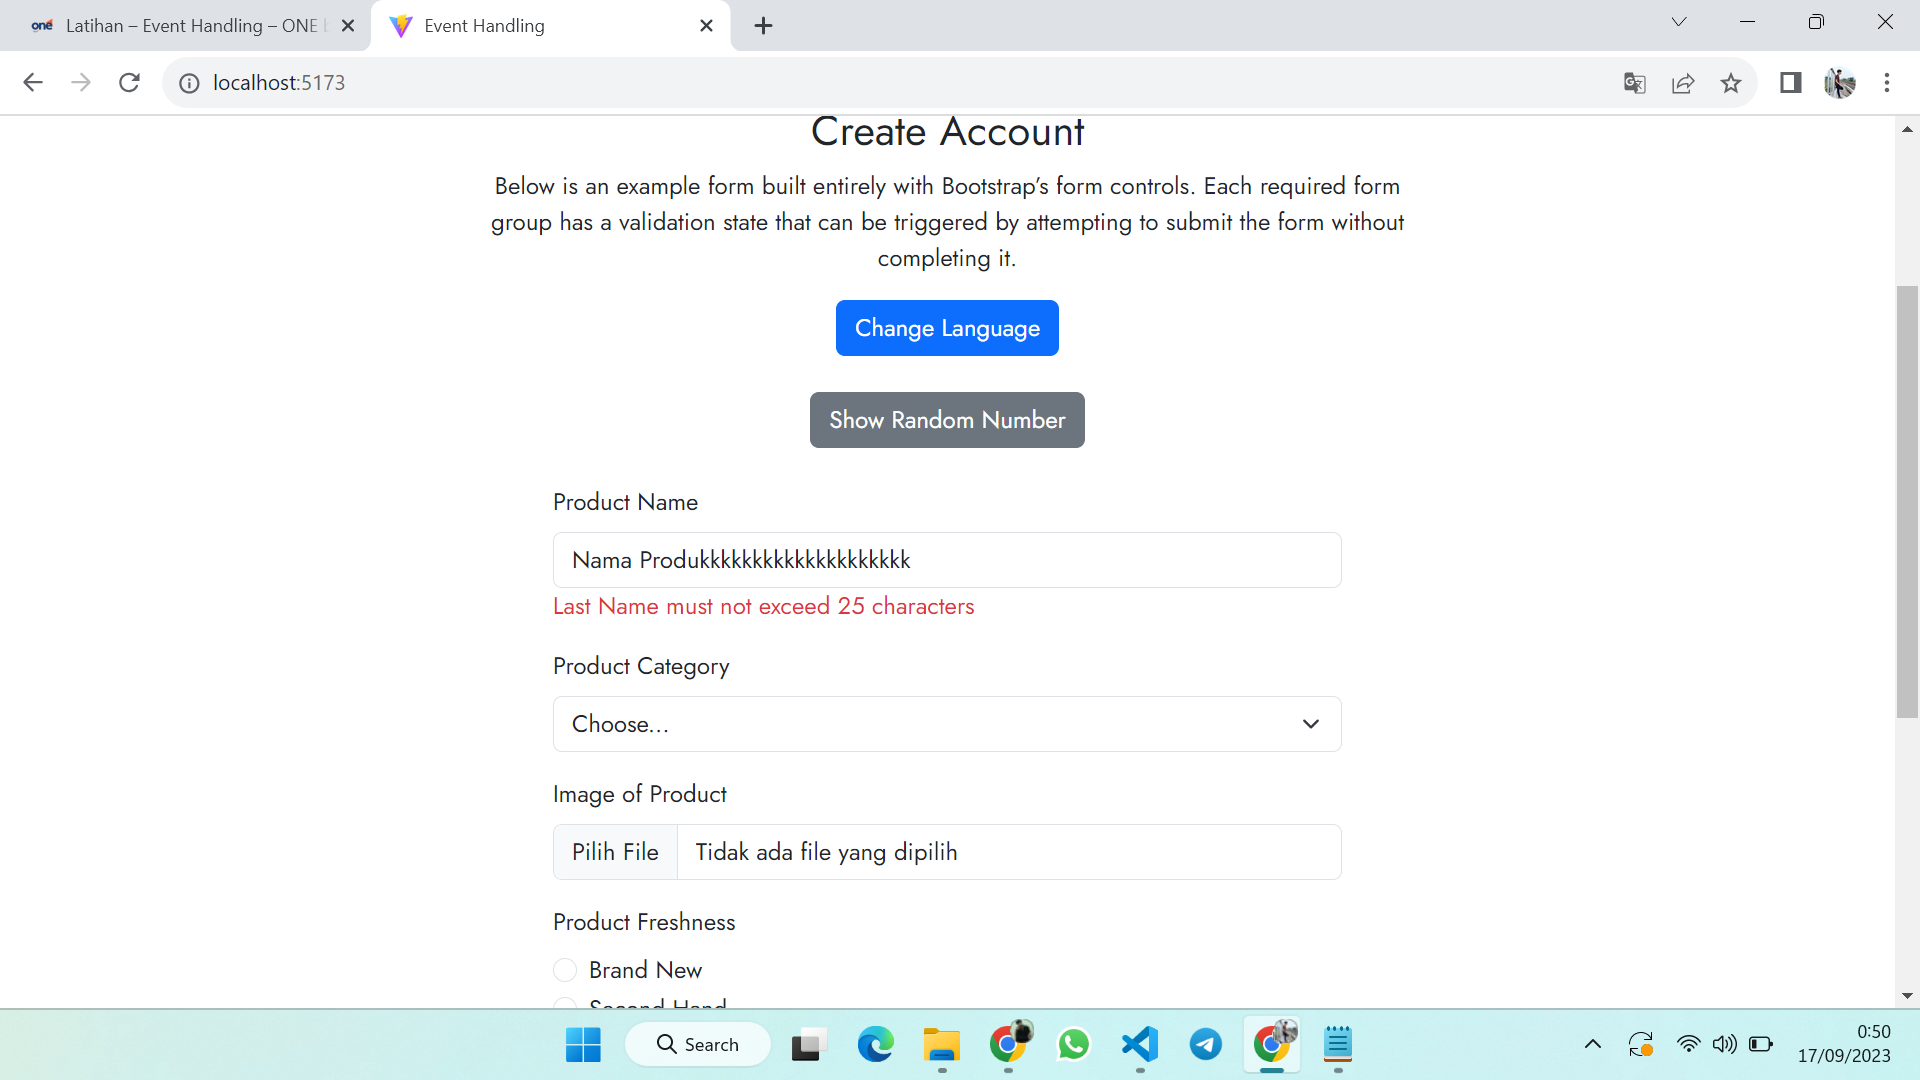 Latihan – Event Handling – ONE
Event Handling
localhost:5173
Create Account
Below is an example form built entirely with Bootstrap’s form controls. Each required form
group has a validation state that can be triggered by attempting to submit the form without
completing it.
Change Language
Show Random Number
Product Name
Nama Produkkkkkkkkkkkkkkkkkkkk
Last Name must not exceed 25 characters
Product Category
Choose...
Image of Product
Pilih File Tidak ada file yang dipilih
Product Freshness
Brand New
Second Hand
Search
0:50
17/09/2023